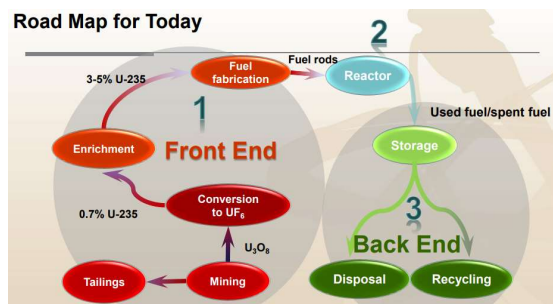 Road Map for Today
2
Fuel
fabrication
Fuel rods
Reactor
3-5% U-235
1
Used fuel/spent fuel
Enrichment
Front End
Storage
Conversion
to UF₆
0.7% U-235
3
Back End
U₃O₈
Tailings
Mining
Disposal
Recycling